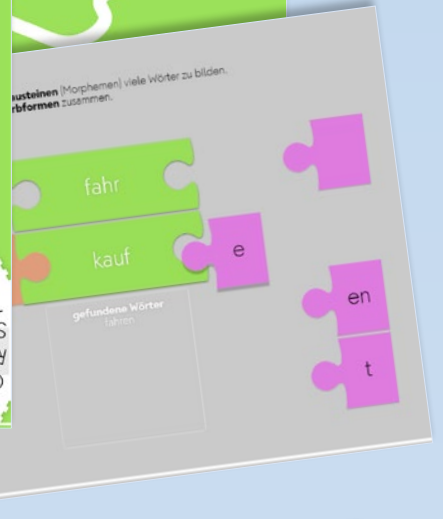 austeinen (Morphemen) viele Wörter zu bilden.
rbformen zusammen.
fahr
kauf
e
gefundene Wörter
fahren
en
t